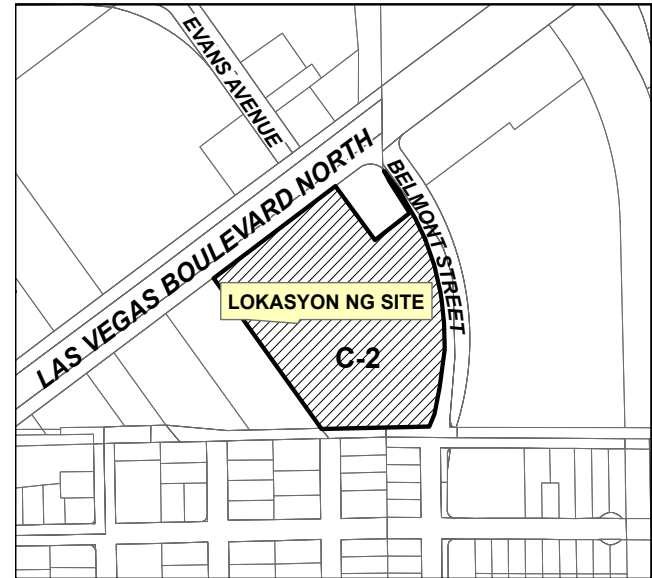 EVANS AVENUE
LAS VEGAS BOULEVARD NORTH
BELMONT STREET
LOKASYON NG SITE
C-2